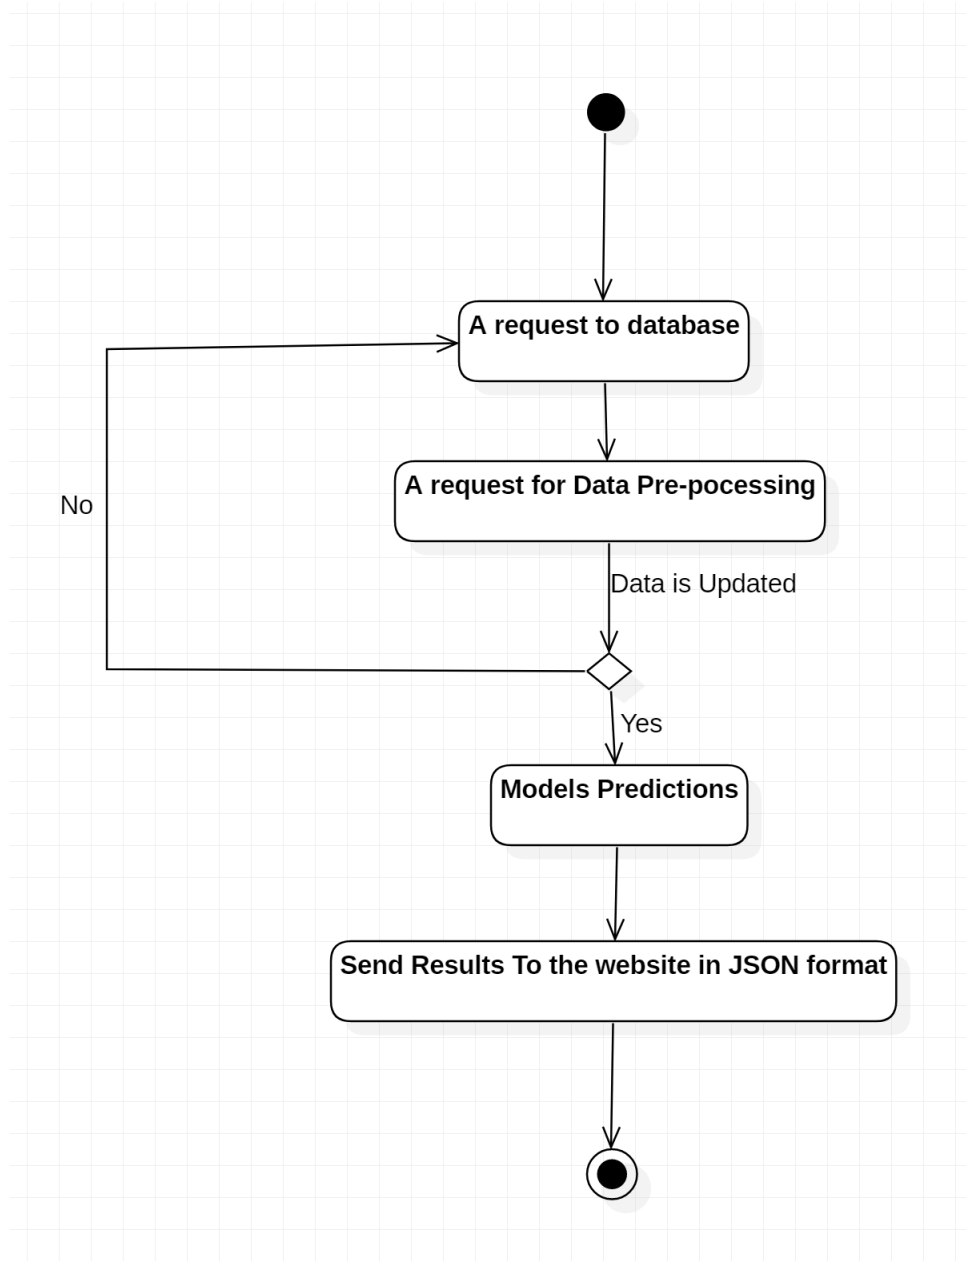 A request to database
A request for Data Pre-pocessing
No
Data is Updated
Yes
Models Predictions
Send Results To the website in JSON format